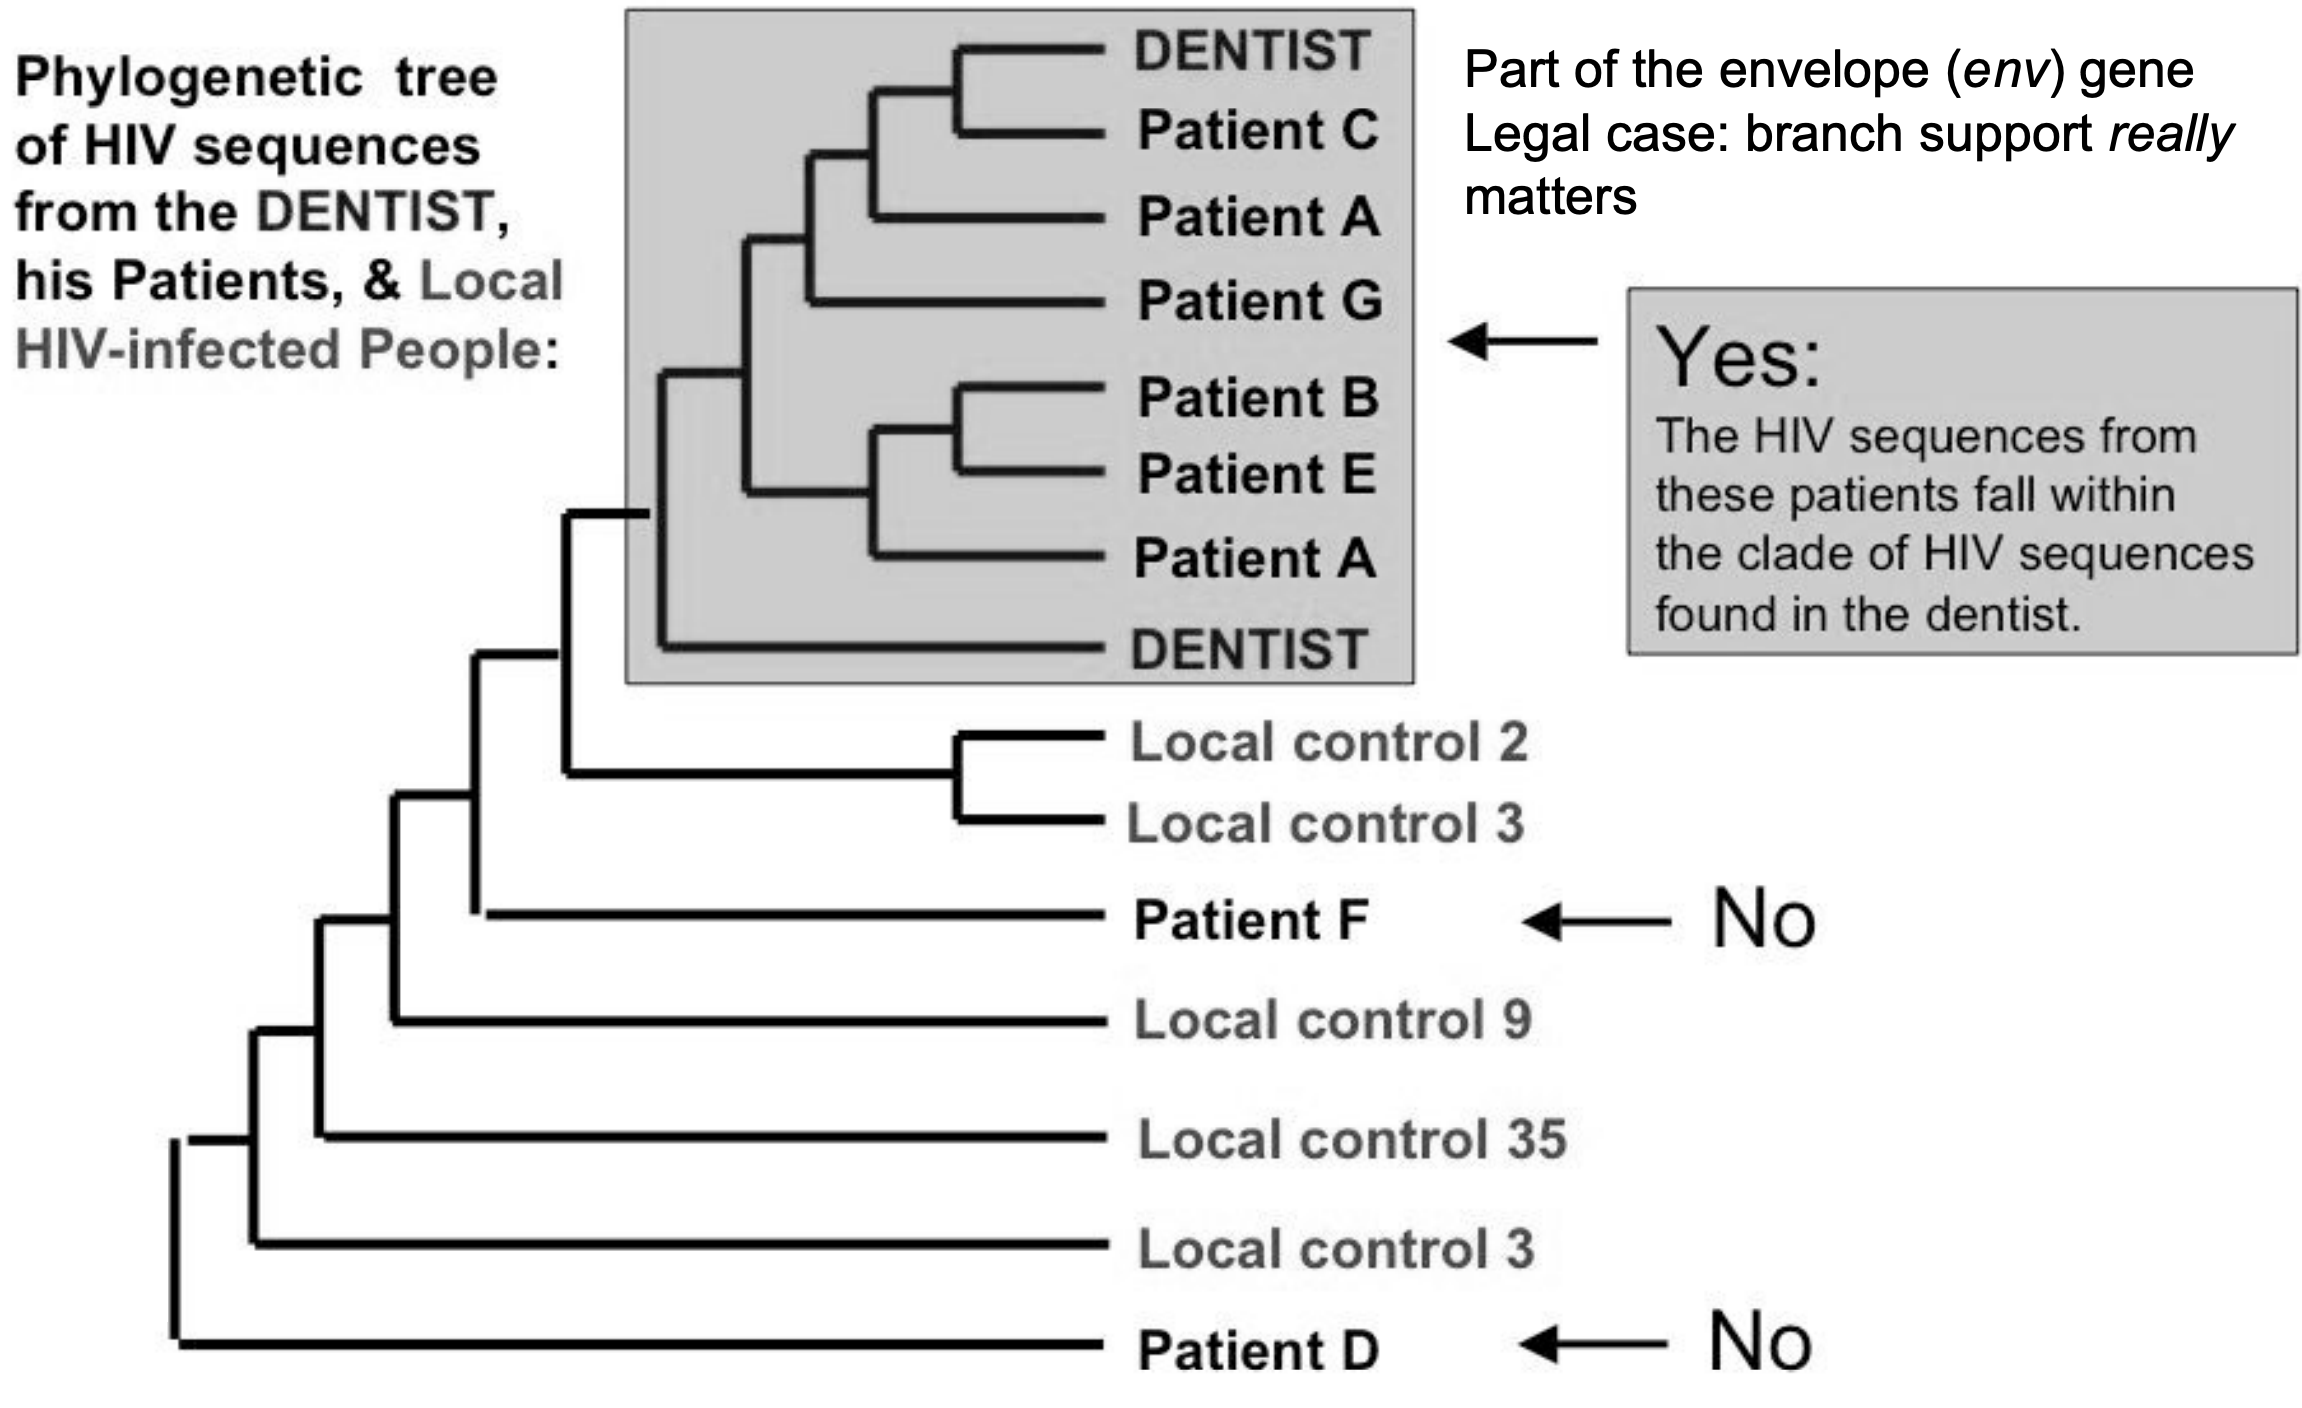 Phylogenetic tree
of HIV sequences
from the DENTIST,
his Patients, & Local
HIV-infected People:
DENTIST
Patient C
Patient A
Patient G
Patient B
Patient E
Patient A
DENTIST
Local control 2
Local control 3
Patient F
Local control 9
Local control 35
Local control 3
Patient D
Part of the envelope (env) gene
Legal case: branch support really
matters
Yes:
The HIV sequences from
these patients fall within
the clade of HIV sequences
found in the dentist.
No
No